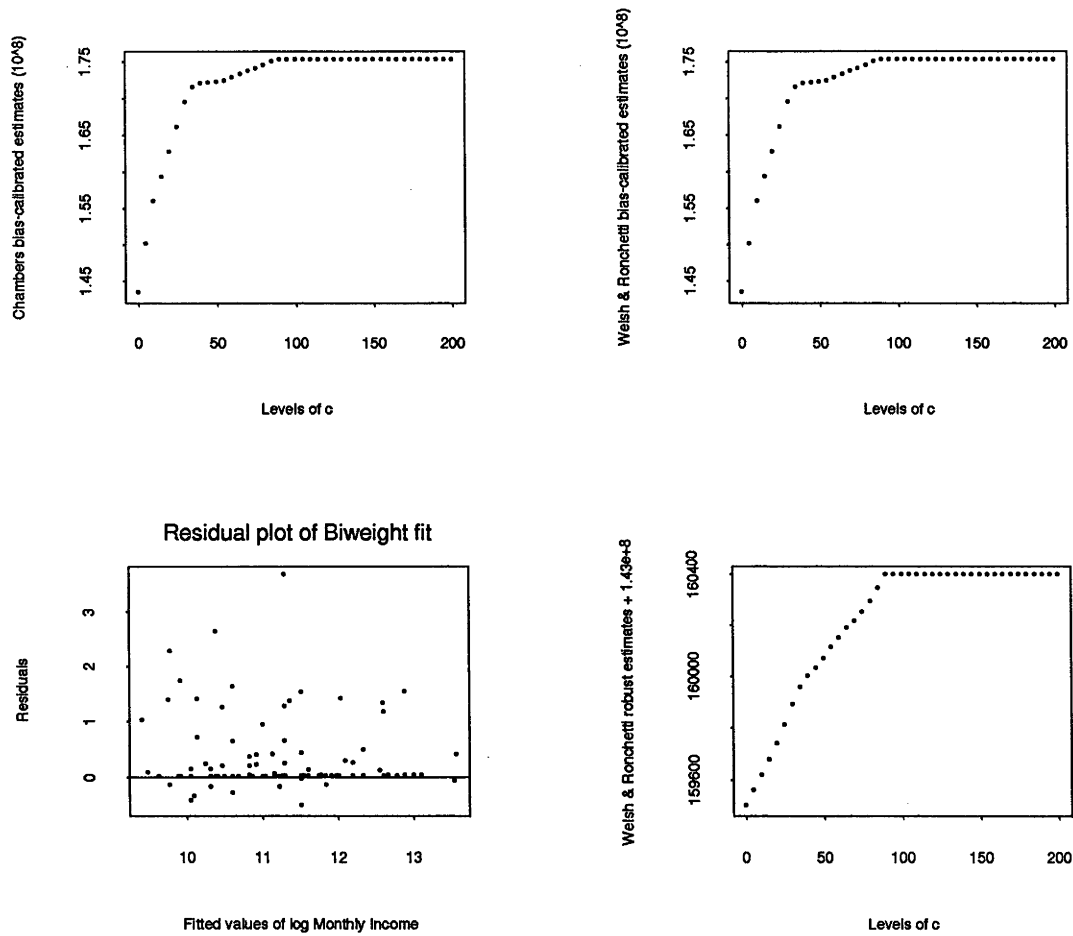 Chambers bias-calibrated estimates (10^8)
1.75
1.65
1.55
1.45
0 50 100 150 200
Levels of c
Welsh & Ronchetti bias-calibrated estimates (10^8)
1.75
1.65
1.55
1.45
0 50 100 150 200
Levels of c
Residual plot of Biweight fit
Residuals
3
2
1
0
10 11 12 13
Fitted values of log Monthly Income
Welsh & Ronchetti robust estimates + 1.43e+8
160400
160000
159600
0 50 100 150 200
Levels of c